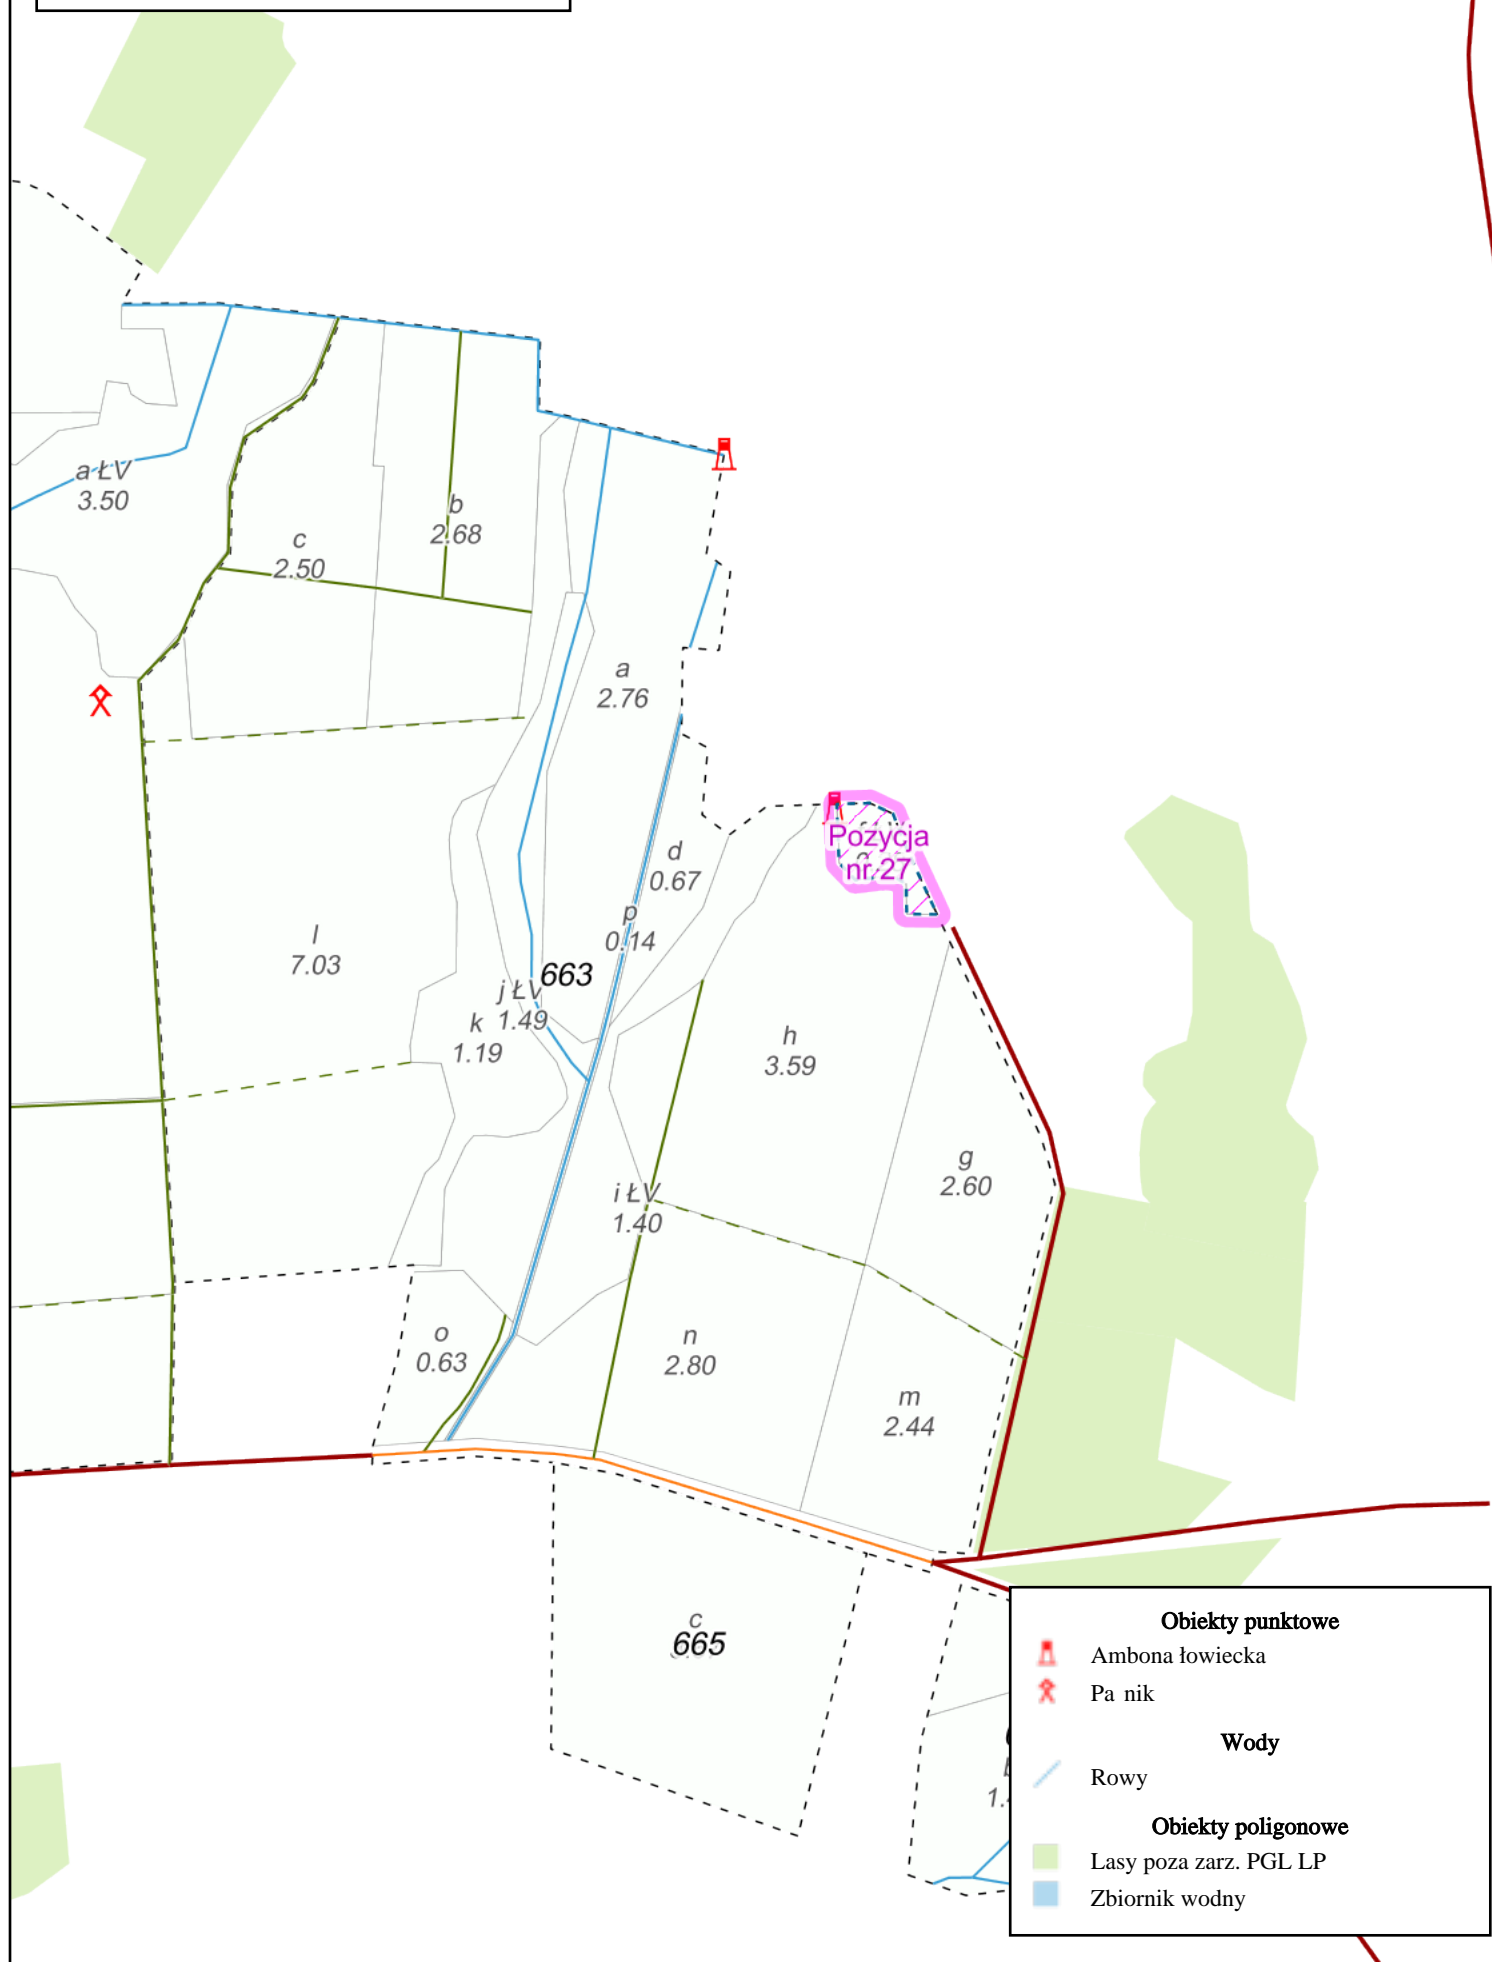 a ŁV
3.50
b
2.68
c
2.50
a
2.76
Pozycja
nr 27
d
0.67
p
0.14
l
7.03
663
j ŁV
1.49
k
1.19
h
3.59
g
2.60
i ŁV
1.40
o
0.63
n
2.80
m
2.44
c
665
Obiekty punktowe
Ambona łowiecka
Pa nik
Wody
Rowy
Obiekty poligonowe
Lasy poza zarz. PGL LP
Zbiornik wodny